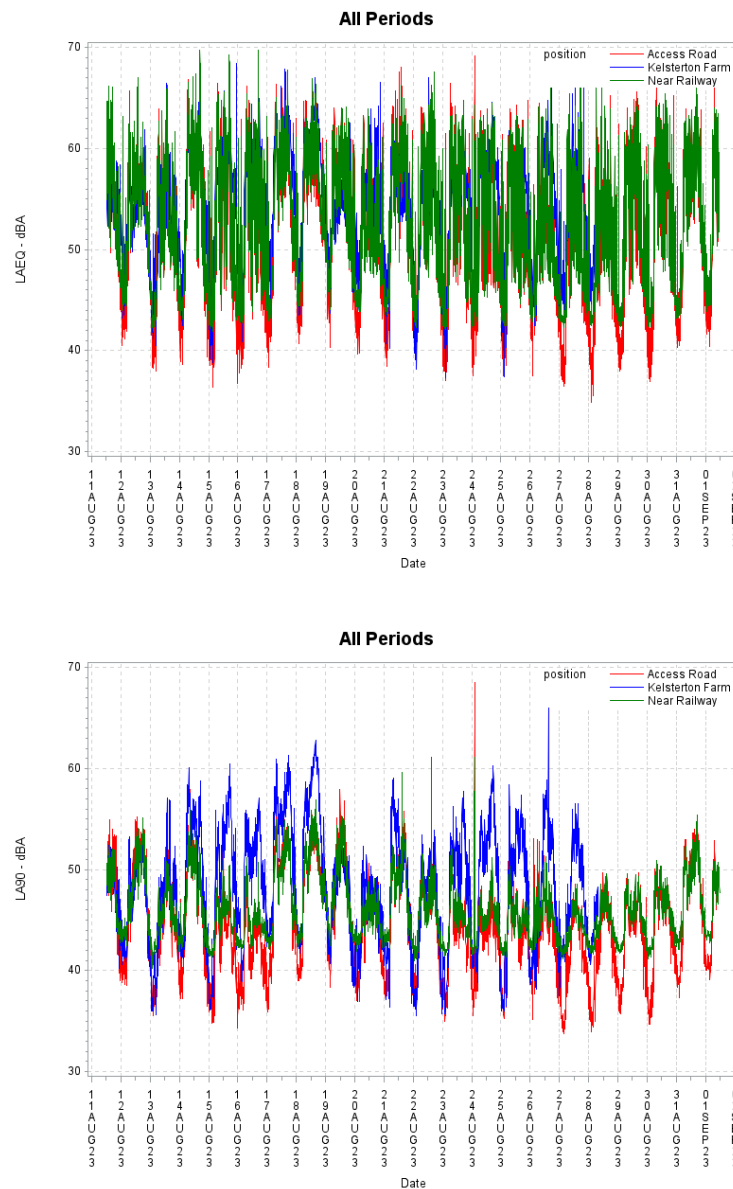 All Periods
position Access Road
Kelsterton Farm
Near Railway
70
60
50
40
30
LAEQ - dBA
11AUG23 12AUG23 13AUG23 14AUG23 15AUG23 16AUG23 17AUG23 18AUG23 19AUG23 20AUG23 21AUG23 22AUG23 23AUG23 24AUG23 25AUG23 26AUG23 27AUG23 28AUG23 29AUG23 30AUG23 31AUG23 01SEP23
Date
All Periods
position Access Road
Kelsterton Farm
Near Railway
70
60
50
40
30
LA90 - dBA
11AUG23 12AUG23 13AUG23 14AUG23 15AUG23 16AUG23 17AUG23 18AUG23 19AUG23 20AUG23 21AUG23 22AUG23 23AUG23 24AUG23 25AUG23 26AUG23 27AUG23 28AUG23 29AUG23 30AUG23 31AUG23 01SEP23
Date